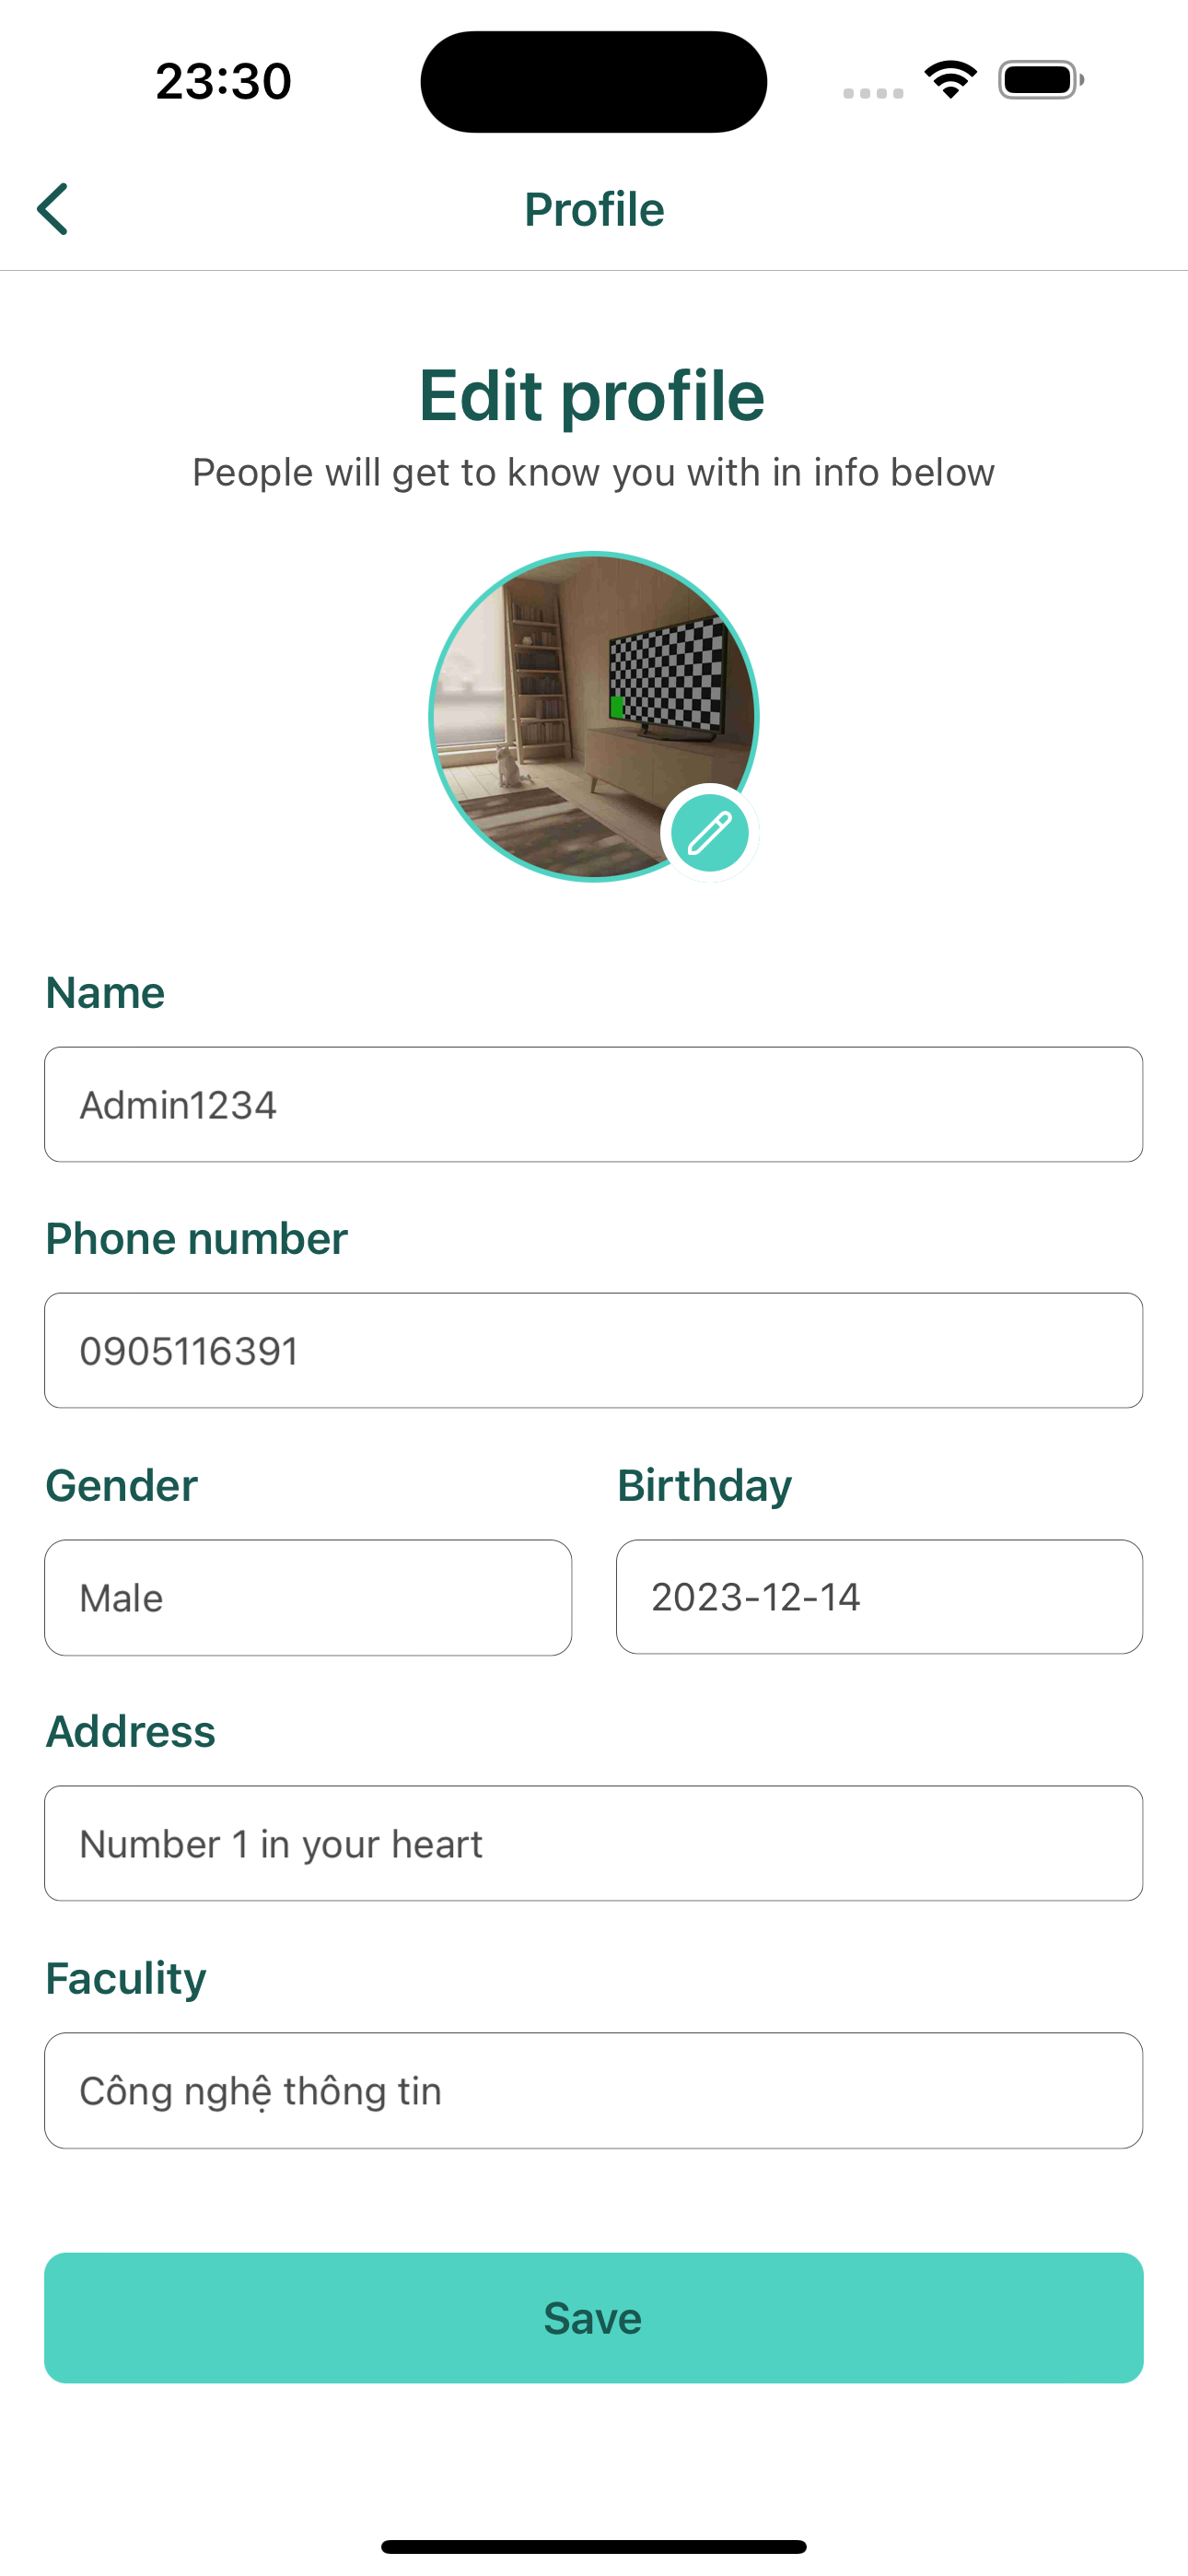 23:30
Profile
Edit profile
People will get to know you with in info below
Name
Admin1234
Phone number
0905116391
Gender
Birthday
Male
2023-12-14
Address
Number 1 in your heart
Faculity
Công nghệ thông tin
Save